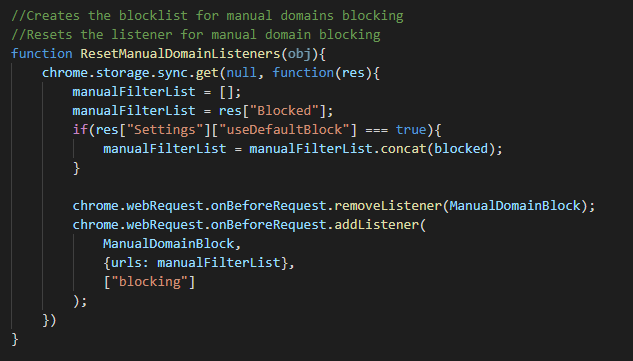 //Creates the blocklist for manual domains blocking
//Resets the listener for manual domain blocking
function ResetManualDomainListeners(obj){
    chrome.storage.sync.get(null, function(res){
        manualFilterList = [];
        manualFilterList = res["Blocked"];
        if(res["Settings"]["useDefaultBlock"] === true){
            manualFilterList = manualFilterList.concat(blocked);
        }

        chrome.webRequest.onBeforeRequest.removeListener(ManualDomainBlock);
        chrome.webRequest.onBeforeRequest.addListener(
            ManualDomainBlock,
            {urls: manualFilterList},
            ["blocking"]
        );
    })
}